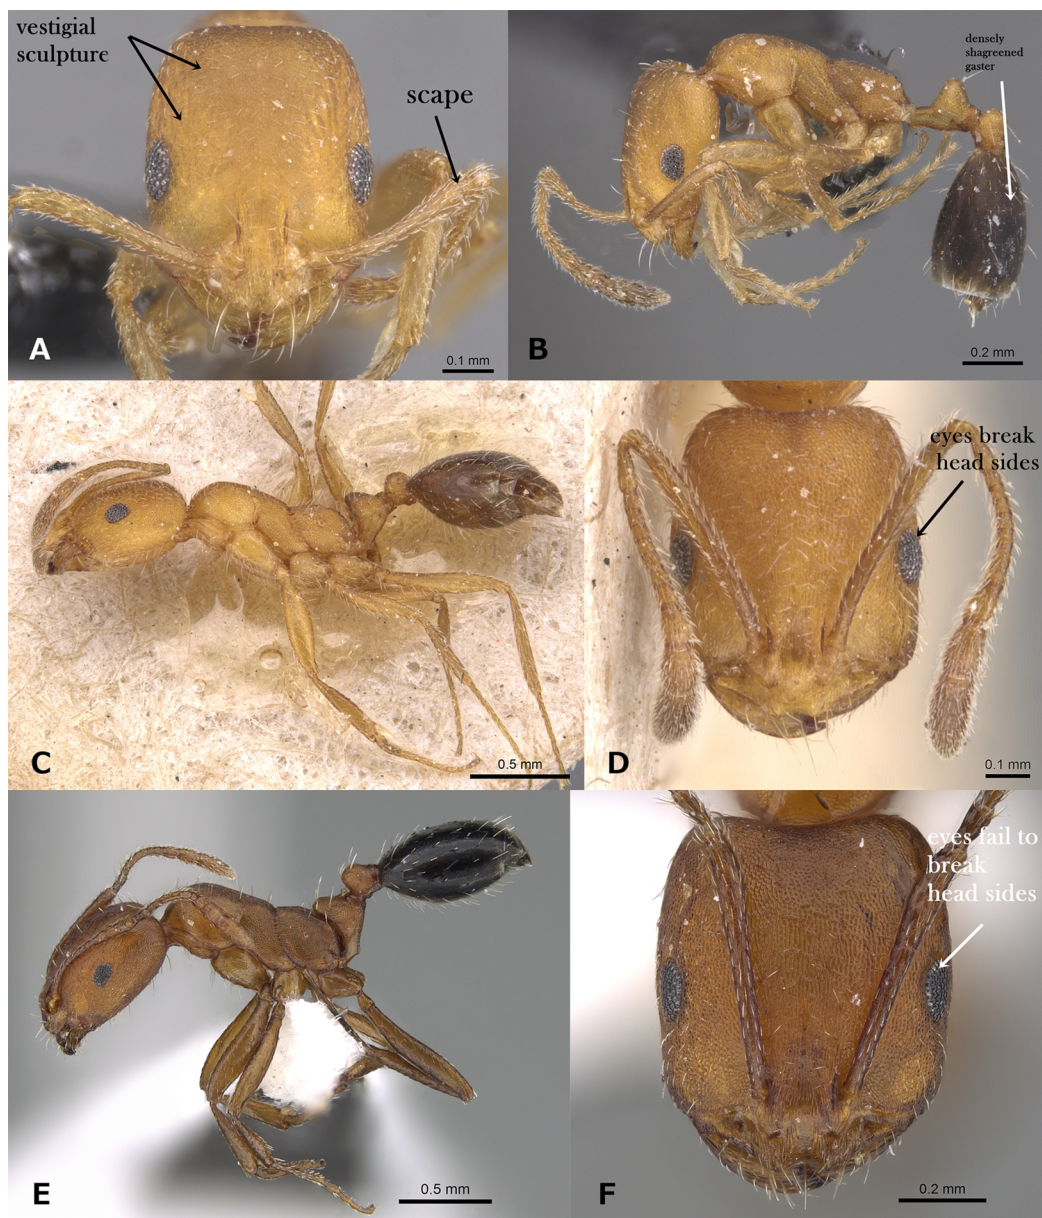 vestigial
sculpture
scape
A
0.1 mm
densely
shagreened
gaster
B
0.2 mm
C
0.5 mm
eyes break
head sides
D
0.1 mm
E
0.5 mm
eyes fail to
break
head sides
F
0.2 mm